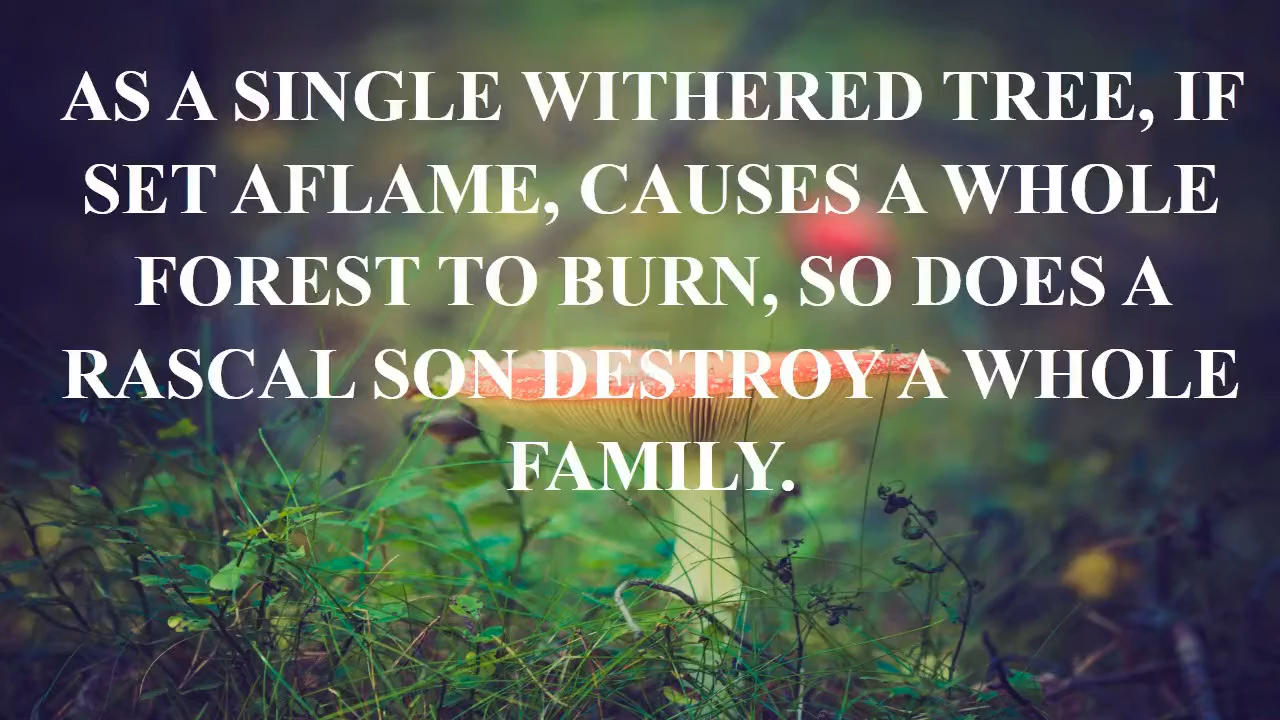 AS A SINGLE WITHERED TREE, IF
SET AFLAME, CAUSES A WHOLE
FOREST TO BURN, SO DOES A
RASCAL SON DESTROY A WHOLE
FAMILY.